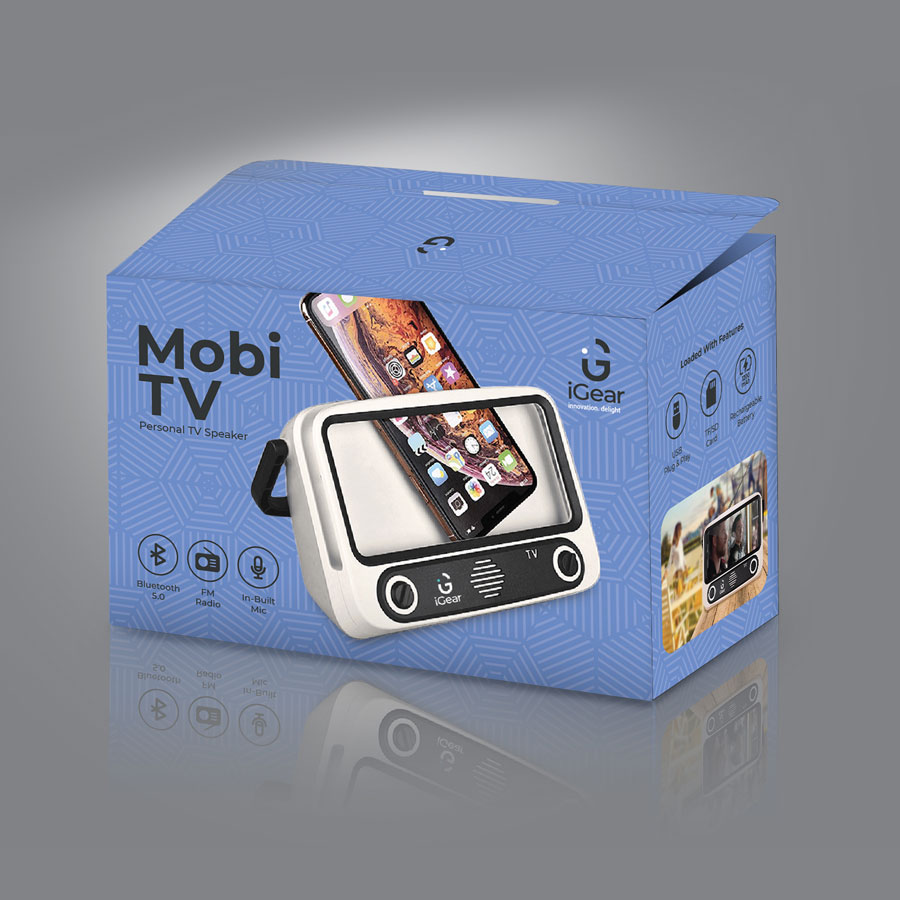 Mobi
TV
Personal TV Speaker
Bluetooth
5.0
FM
Radio
In-Built
Mic
24
TV
iGear
iGear
innovation. delight
Loaded With Features
USB
Plug & Play
TF/SD
Card
Rechargeable
Battery